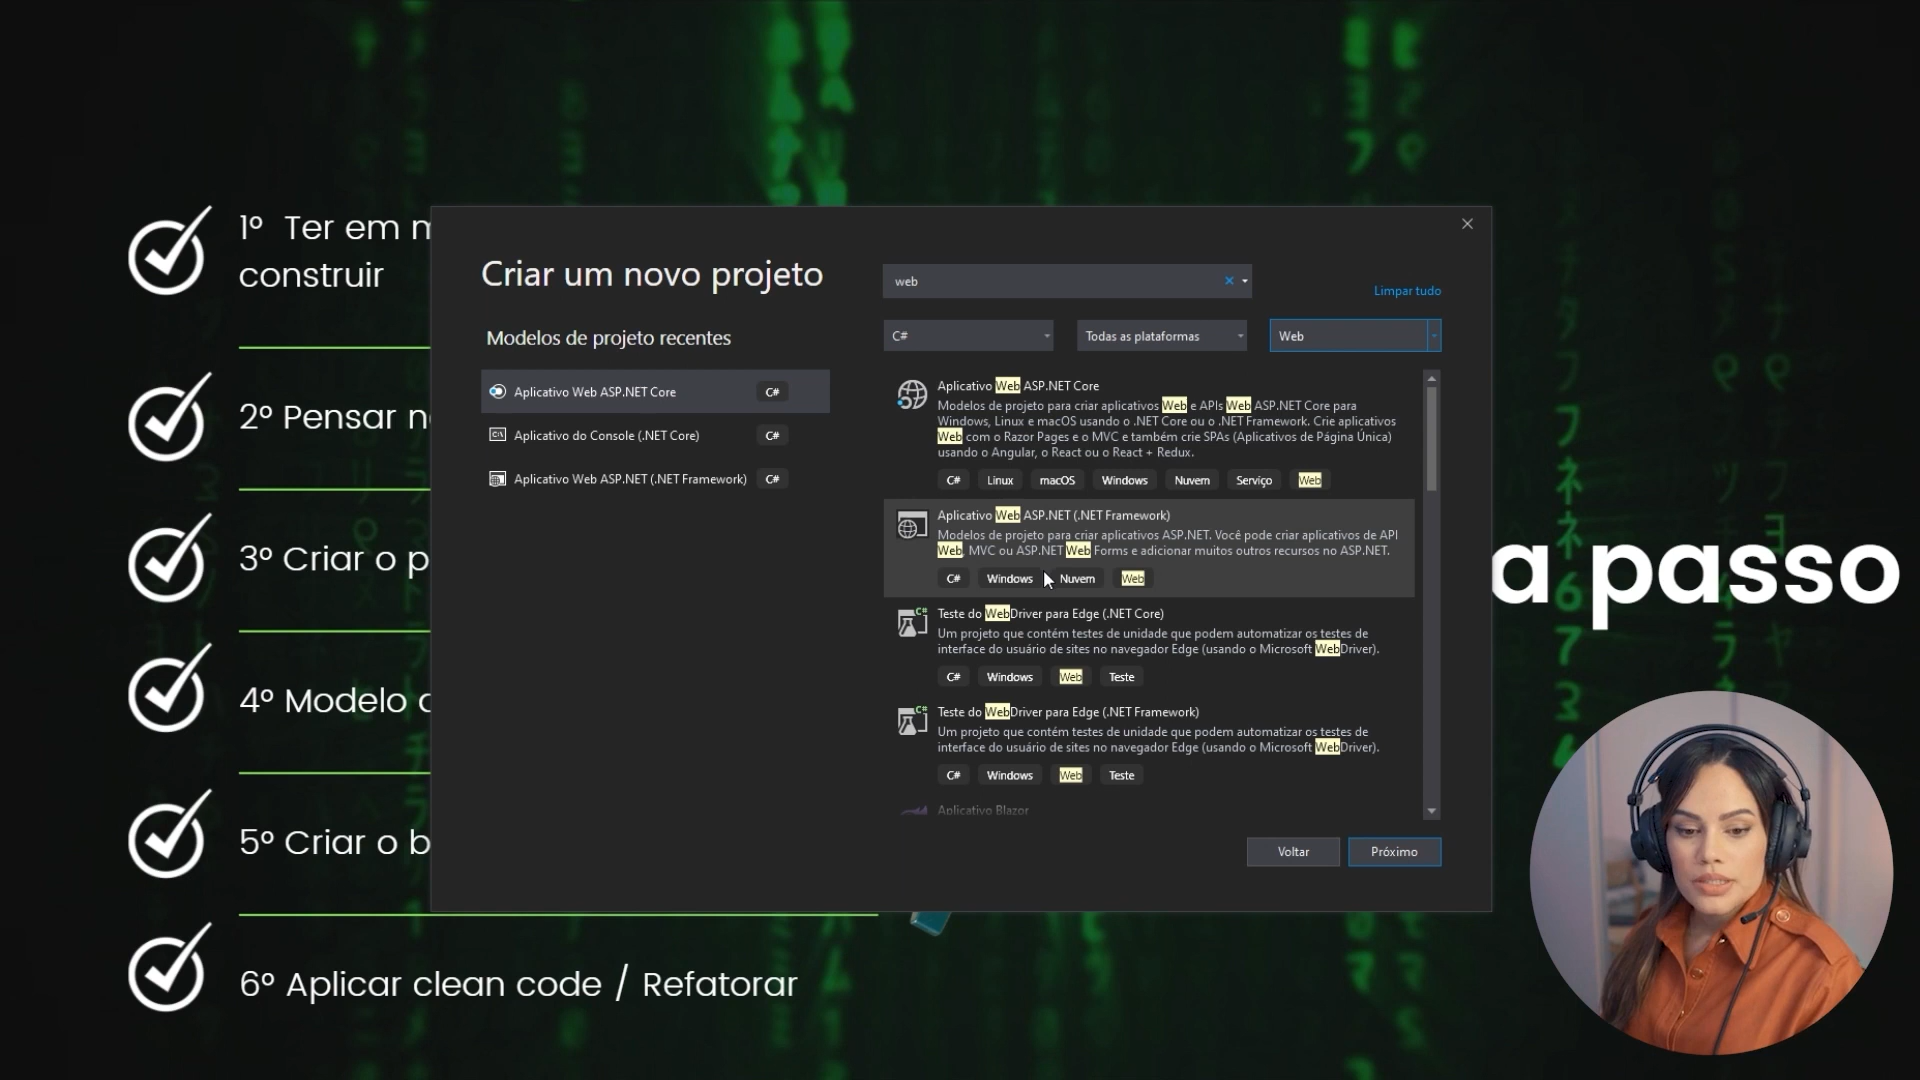 1º Ter em
construir
2º Pensar
3º Criar o
4º Modelo
5º Criar o
6º Aplicar clean code / Refatorar
a passo
Criar um novo projeto
Modelos de projeto recentes
Aplicativo Web ASP.NET Core C#
Aplicativo do Console (.NET Core) C#
Aplicativo Web ASP.NET (.NET Framework) C#
web
Limpar tudo
C# Todas as plataformas Web
Aplicativo Web ASP.NET Core
Modelos de projeto para criar aplicativos Web e APIs Web ASP.NET Core para
Windows, Linux e macOS usando o .NET Core ou o .NET Framework. Crie aplicativos
Web com o Razor Pages e o MVC e também crie SPAs (Aplicativos de Página Única)
usando o Angular, o React ou o React + Redux.
C# Linux macOS Windows Nuvem Serviço Web
Aplicativo Web ASP.NET (.NET Framework)
Modelos de projeto para criar aplicativos ASP.NET. Você pode criar aplicativos de API
Web, MVC ou ASP.NET Web Forms e adicionar muitos outros recursos no ASP.NET.
C# Windows Nuvem Web
Teste do WebDriver para Edge (.NET Core)
Um projeto que contém testes de unidade que podem automatizar os testes de
interface do usuário de sites no navegador Edge (usando o Microsoft WebDriver).
C# Windows Web Teste
Teste do WebDriver para Edge (.NET Framework)
Um projeto que contém testes de unidade que podem automatizar os testes de
interface do usuário de sites no navegador Edge (usando o Microsoft WebDriver).
C# Windows Web Teste
Aplicativo Blazor
Voltar Próximo